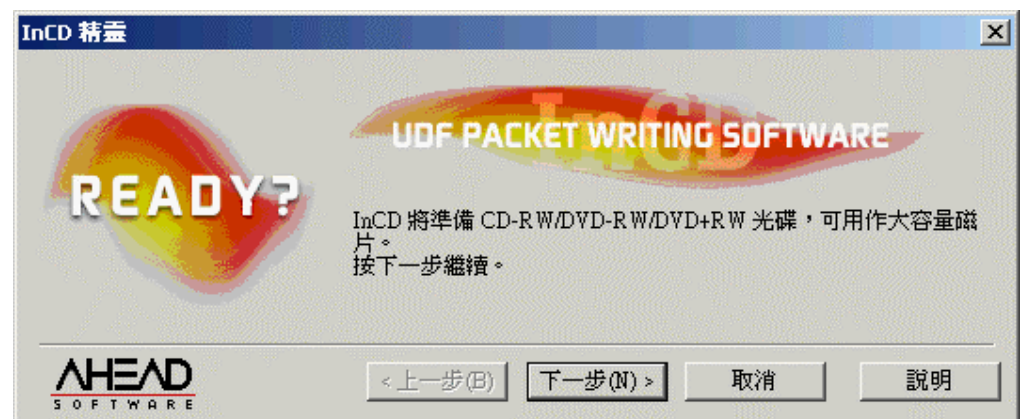 InCD 精靈
InCD
UDF PACKET WRITING SOFTWARE
READY?
InCD 將準備 CD-RW/DVD-RW/DVD+RW 光碟，可用作大容量磁
片。
按下一步繼續。
AHEAD
SOFTWARE
<上一步(B)
下一步(N) >
取消
說明